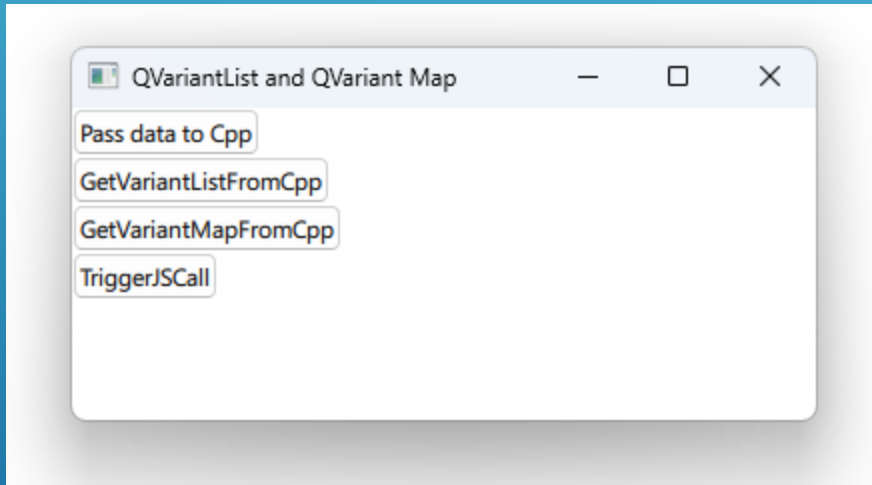 QVariantList and QVariant Map
Pass data to Cpp
GetVariantListFromCpp
GetVariantMapFromCpp
TriggerJSCall